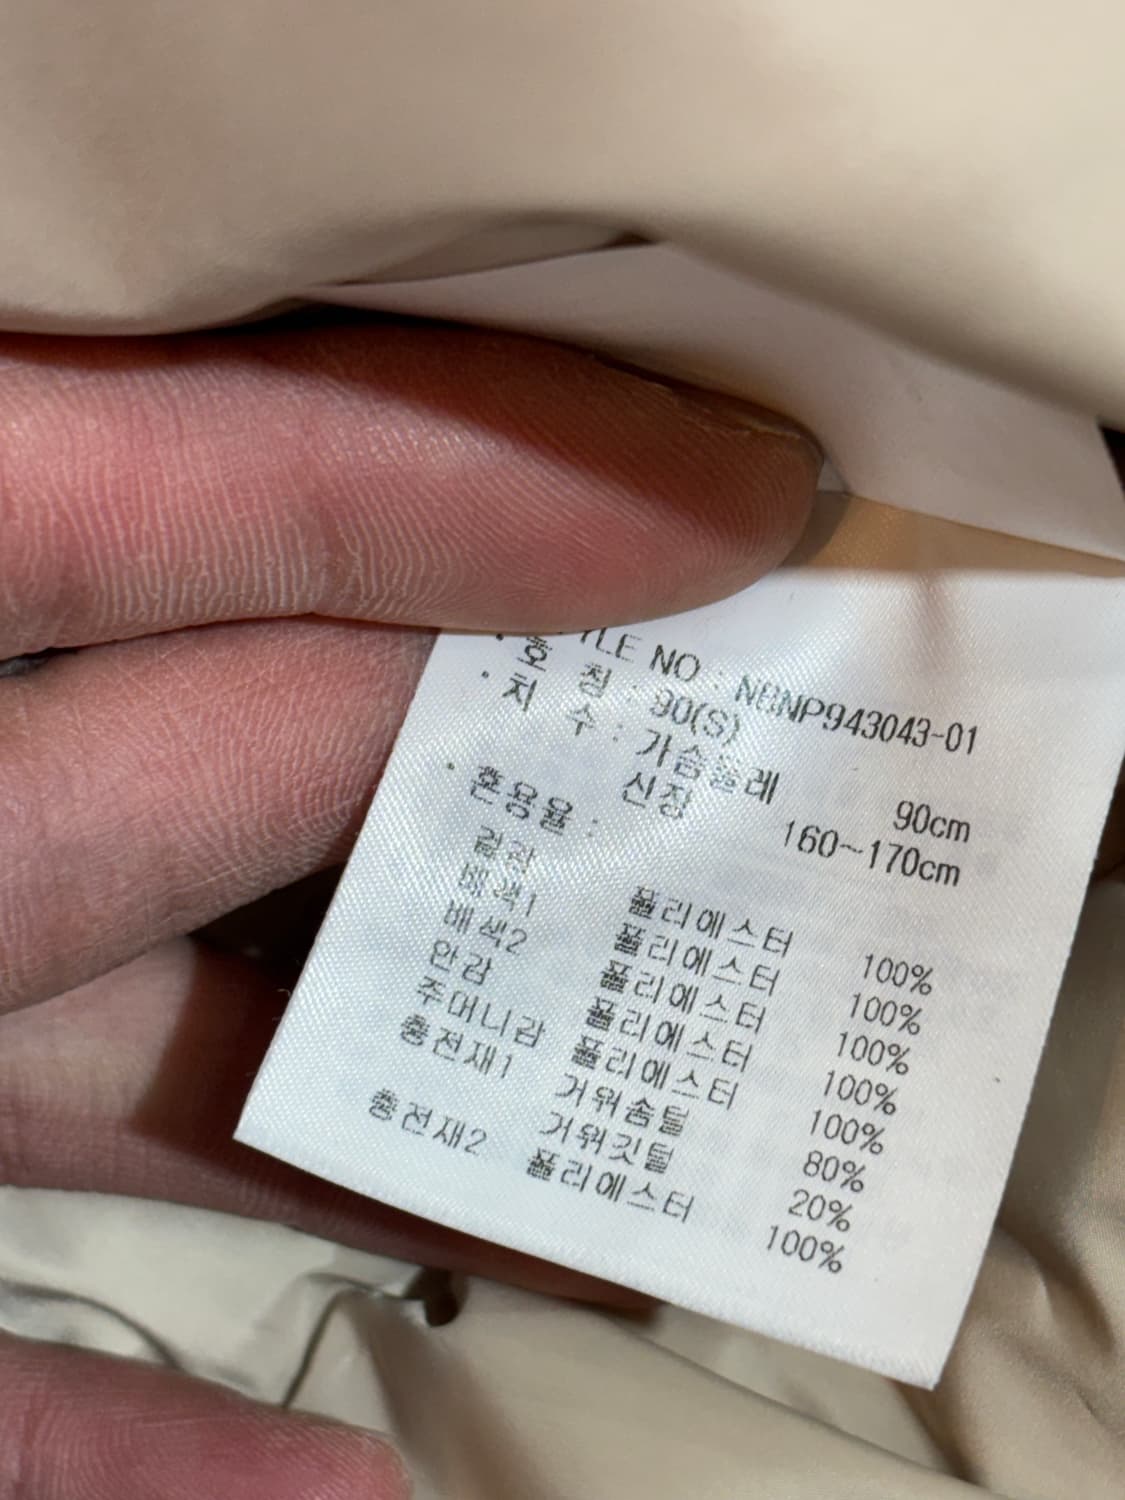 · STYLE NO : NBNP943043-01
· 호 칭 : 90(S)
· 치 수 : 가슴둘레 90cm
신장 160~170cm
· 혼용율 :
겉감 폴리에스터 100%
배색1 폴리에스터 100%
배색2 폴리에스터 100%
안감 폴리에스터 100%
주머니감 폴리에스터 100%
충전재1 거위솜털 80%
거위깃털 20%
충전재2 폴리에스터 100%